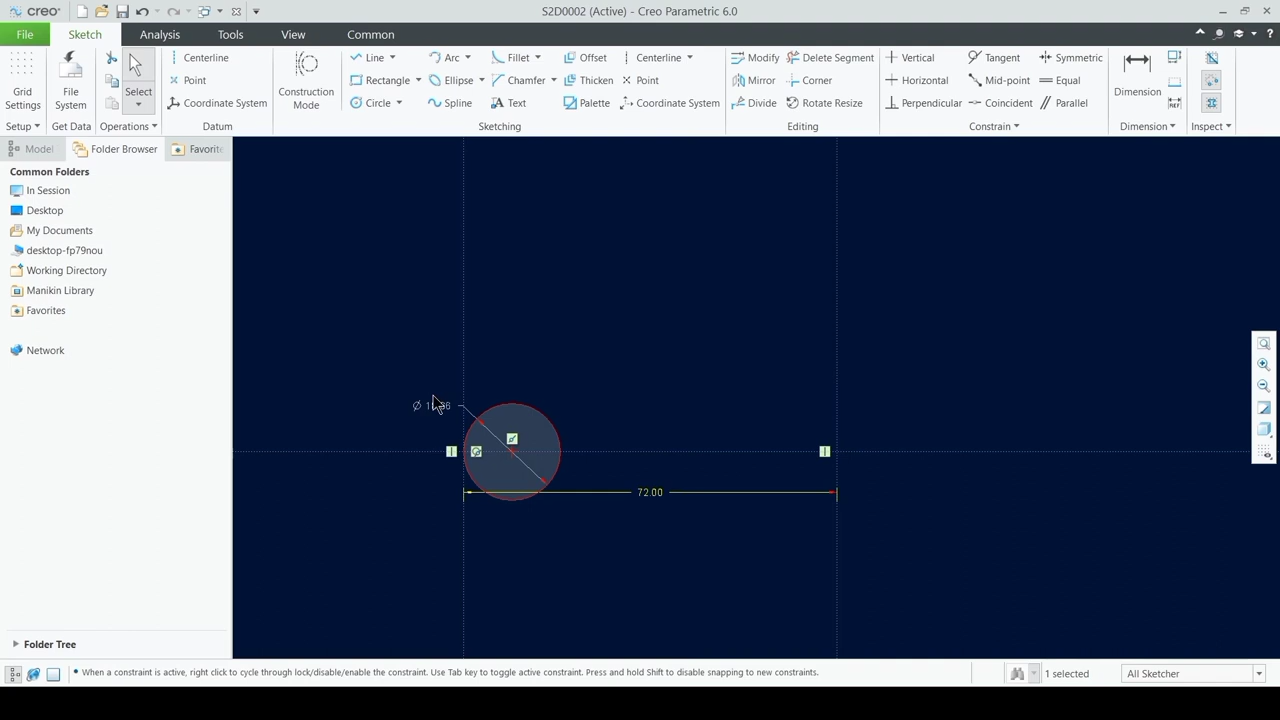 creo
S2D0002 (Active) - Creo Parametric 6.0
File
Sketch
Analysis
Tools
View
Common
Grid
Settings
Setup
File
System
Get Data
Select
Operations
Centerline
Point
Coordinate System
Datum
Construction
Mode
Line
Rectangle
Circle
Arc
Ellipse
Spline
Fillet
Chamfer
Text
Offset
Thicken
Palette
Centerline
Point
Coordinate System
Sketching
Modify
Mirror
Divide
Delete Segment
Corner
Rotate Resize
Editing
Vertical
Horizontal
Perpendicular
Tangent
Mid-point
Coincident
Symmetric
Equal
Parallel
Constrain
Dimension
REF
Dimension
Inspect
Model
Folder Browser
Favorite
Common Folders
In Session
Desktop
My Documents
desktop-fp79nou
Working Directory
Manikin Library
Favorites
Network
72.00
Folder Tree
• When a constraint is active, right click to cycle through lock/disable/enable the constraint. Use Tab key to toggle active constraint. Press and hold Shift to disable snapping to new constraints.
1 selected
All Sketcher